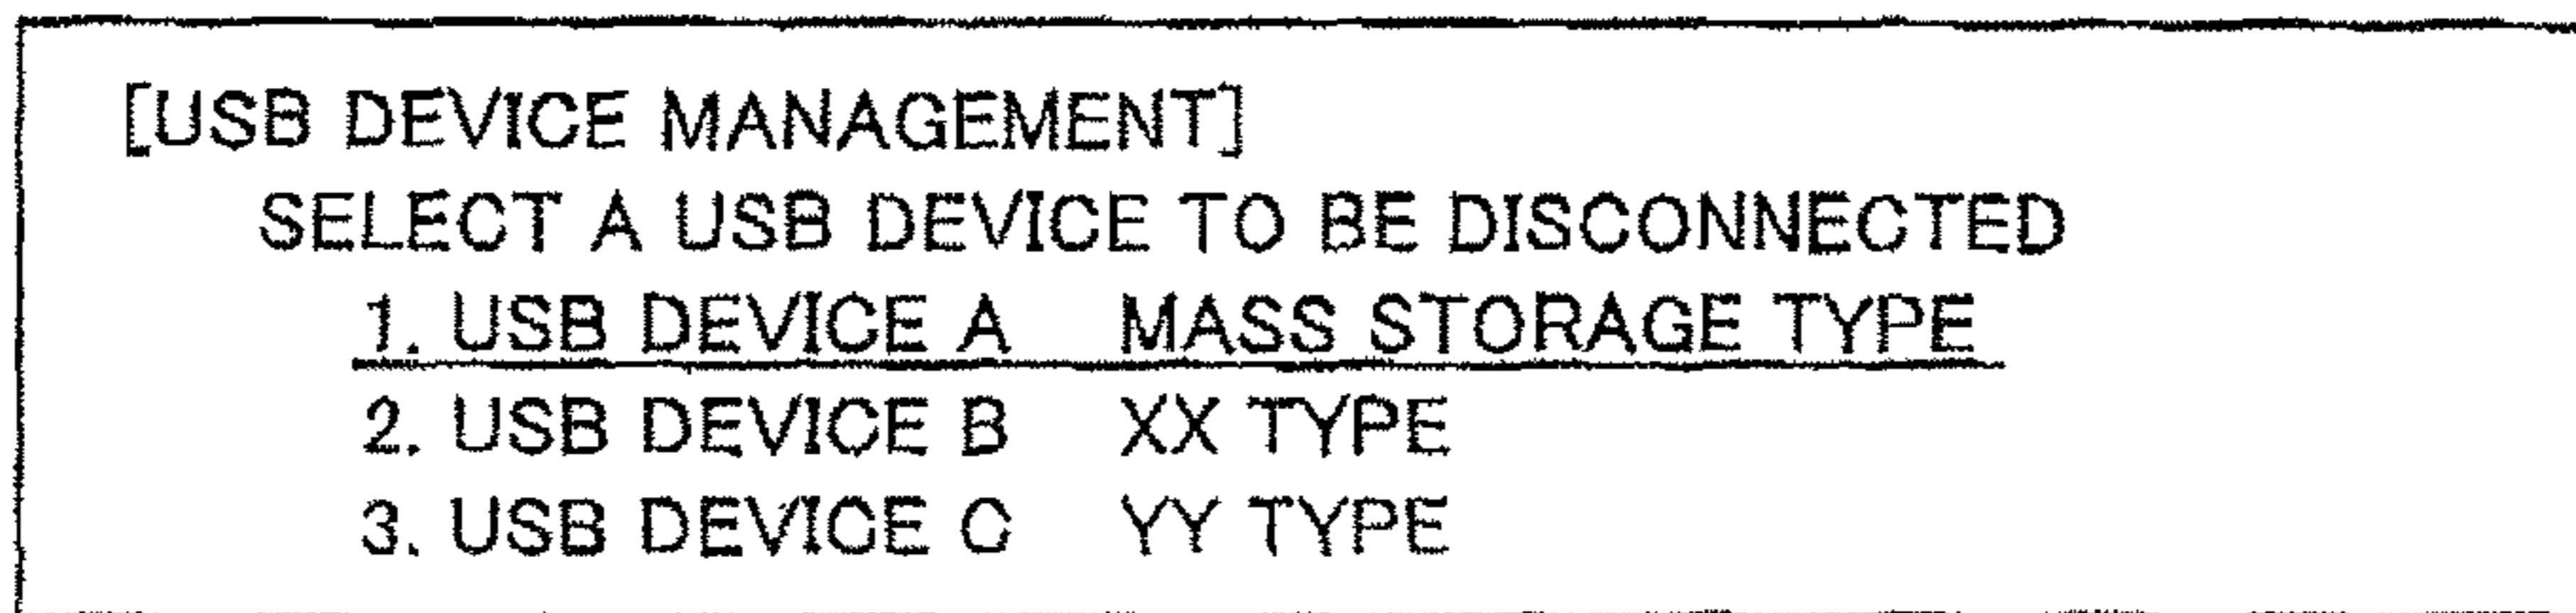 [USB DEVICE MANAGEMENT]
SELECT A USB DEVICE TO BE DISCONNECTED
1. USB DEVICE A MASS STORAGE TYPE
2. USB DEVICE B XX TYPE
3. USB DEVICE C YY TYPE